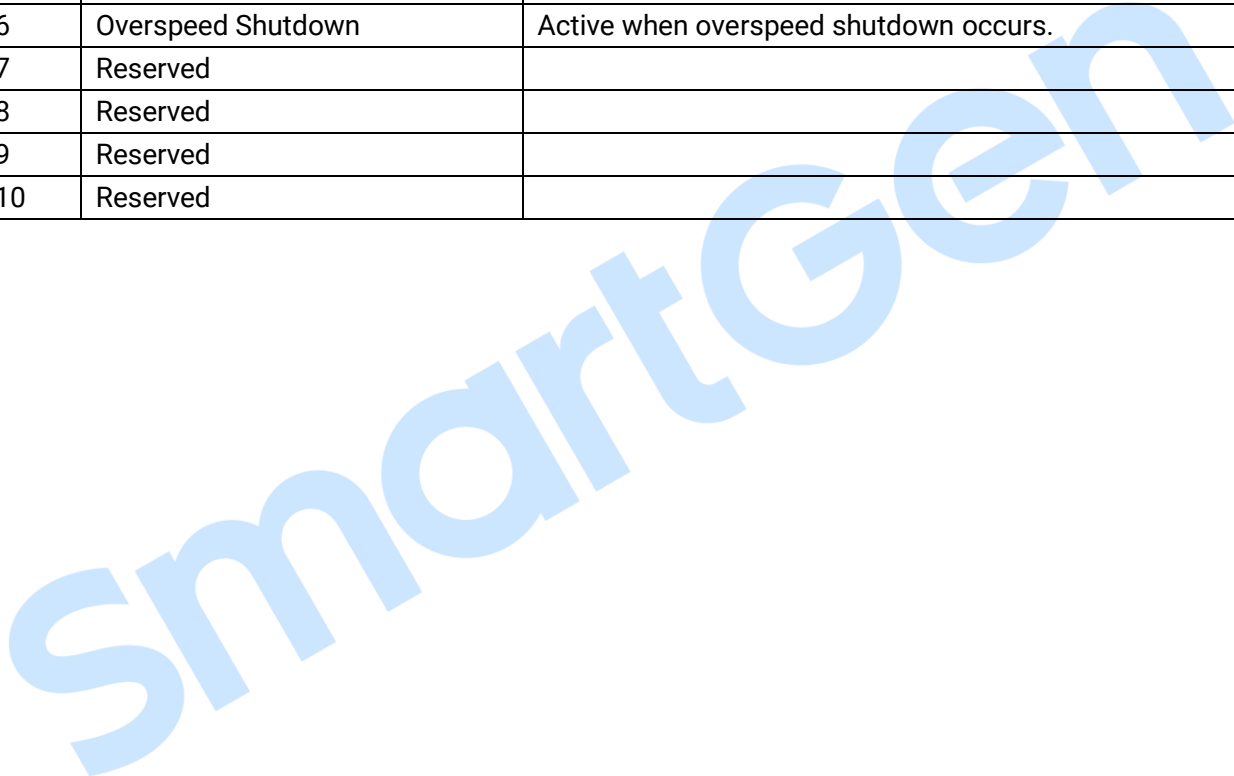 6 Overspeed Shutdown Active when overspeed shutdown occurs.
7 Reserved
8 Reserved
9 Reserved
10 Reserved
SmartGen